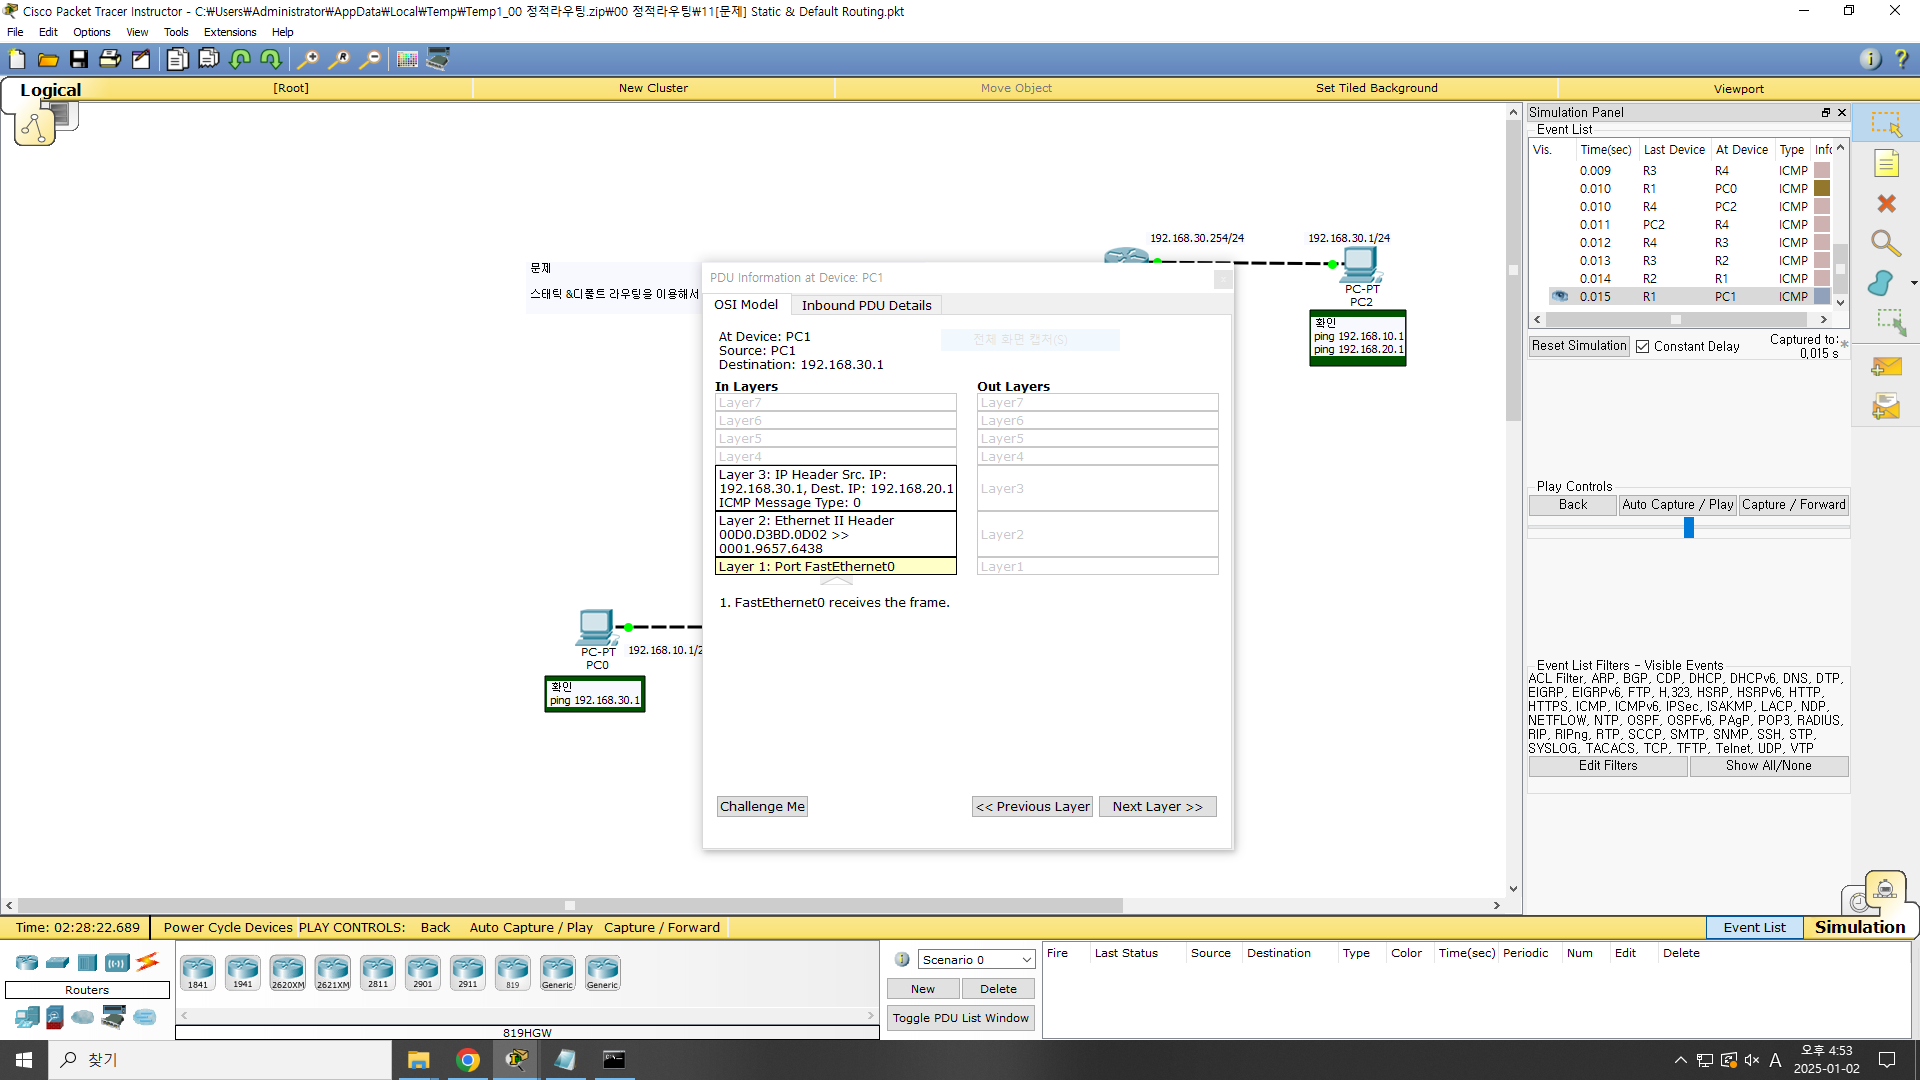 Cisco Packet Tracer Instructor - C:₩Users₩Administrator₩AppData₩Local₩Temp₩Temp1_00 정적라우팅.zip₩00 정적라우팅₩11[문제] Static & Default Routing.pkt
File Edit Options View Tools Extensions Help
Logical [Root] New Cluster Move Object Set Tiled Background Viewport
문제
스태틱 &디폴트 라우팅을 이용해서
192.168.30.254/24 192.168.30.1/24
PC-PT
PC2
확인
ping 192.168.10.1
ping 192.168.20.1
PC-PT
PC0
192.168.10.1/2
확인
ping 192.168.30.1
PDU Information at Device: PC1
OSI Model Inbound PDU Details
전체 화면 캡처(S)
At Device: PC1
Source: PC1
Destination: 192.168.30.1
In Layers Out Layers
Layer7 Layer7
Layer6 Layer6
Layer5 Layer5
Layer4 Layer4
Layer 3: IP Header Src. IP:
192.168.30.1, Dest. IP: 192.168.20.1
ICMP Message Type: 0
Layer3
Layer 2: Ethernet II Header
00D0.D3BD.0D02 >>
0001.9657.6438
Layer2
Layer 1: Port FastEthernet0 Layer1
1. FastEthernet0 receives the frame.
Challenge Me << Previous Layer Next Layer >>
Simulation Panel
Event List
Vis. Time(sec) Last Device At Device Type Info
0.009 R3 R4 ICMP
0.010 R1 PC0 ICMP
0.010 R4 PC2 ICMP
0.011 PC2 R4 ICMP
0.012 R4 R3 ICMP
0.013 R3 R2 ICMP
0.014 R2 R1 ICMP
0.015 R1 PC1 ICMP
Reset Simulation Constant Delay Captured to:
0,015 s
Play Controls
Back Auto Capture / Play Capture / Forward
Event List Filters - Visible Events
ACL Filter, ARP, BGP, CDP, DHCP, DHCPv6, DNS, DTP,
EIGRP, EIGRPv6, FTP, H,323, HSRP, HSRPv6, HTTP,
HTTPS, ICMP, ICMPv6, IPSec, ISAKMP, LACP, NDP,
NETFLOW, NTP, OSPF, OSPFv6, PAgP, POP3, RADIUS,
RIP, RIPng, RTP, SCCP, SMTP, SNMP, SSH, STP,
SYSLOG, TACACS, TCP, TFTP, Telnet, UDP, VTP
Edit Filters Show All/None
Time: 02:28:22.689 Power Cycle Devices PLAY CONTROLS: Back Auto Capture / Play Capture / Forward Event List Simulation
Routers
1841 1941 2620XM 2621XM 2811 2901 2911 819 Generic Generic
819HGW
Scenario 0
New Delete
Toggle PDU List Window
Fire Last Status Source Destination Type Color Time(sec) Periodic Num Edit Delete
찾기
A
오후 4:53
2025-01-02